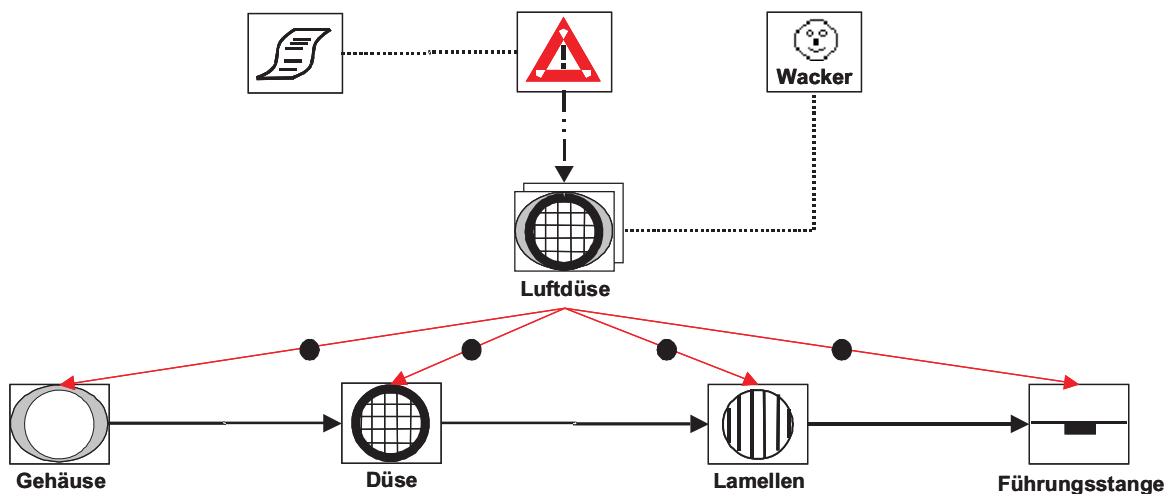 Wacker
Luftdüse
Gehäuse
Düse
Lamellen
Führungsstange